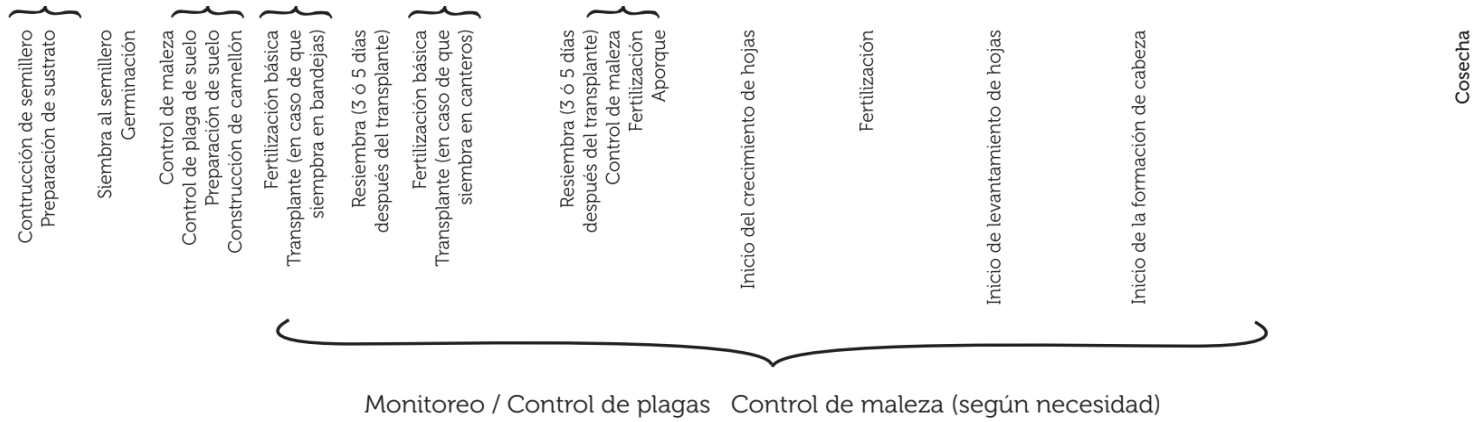 Contrucción de semillero
Preparación de sustrato
Siembra al semillero
Germinación
Control de maleza
Control de plaga de suelo
Preparación de suelo
Construcción de camellón
Fertilización básica
Transplante (en caso de que
siempbra en bandejas)
Resiembra (3 ó 5 días
después del transplante)
Fertilización básica
Transplante (en caso de que
siembra en canteros)
Resiembra (3 ó 5 días
después del transplante)
Control de maleza
Fertilización
Aporque
Inicio del crecimiento de hojas
Fertilización
Inicio de levantamiento de hojas
Inicio de la formación de cabeza
Cosecha
Monitoreo / Control de plagas Control de maleza (según necesidad)